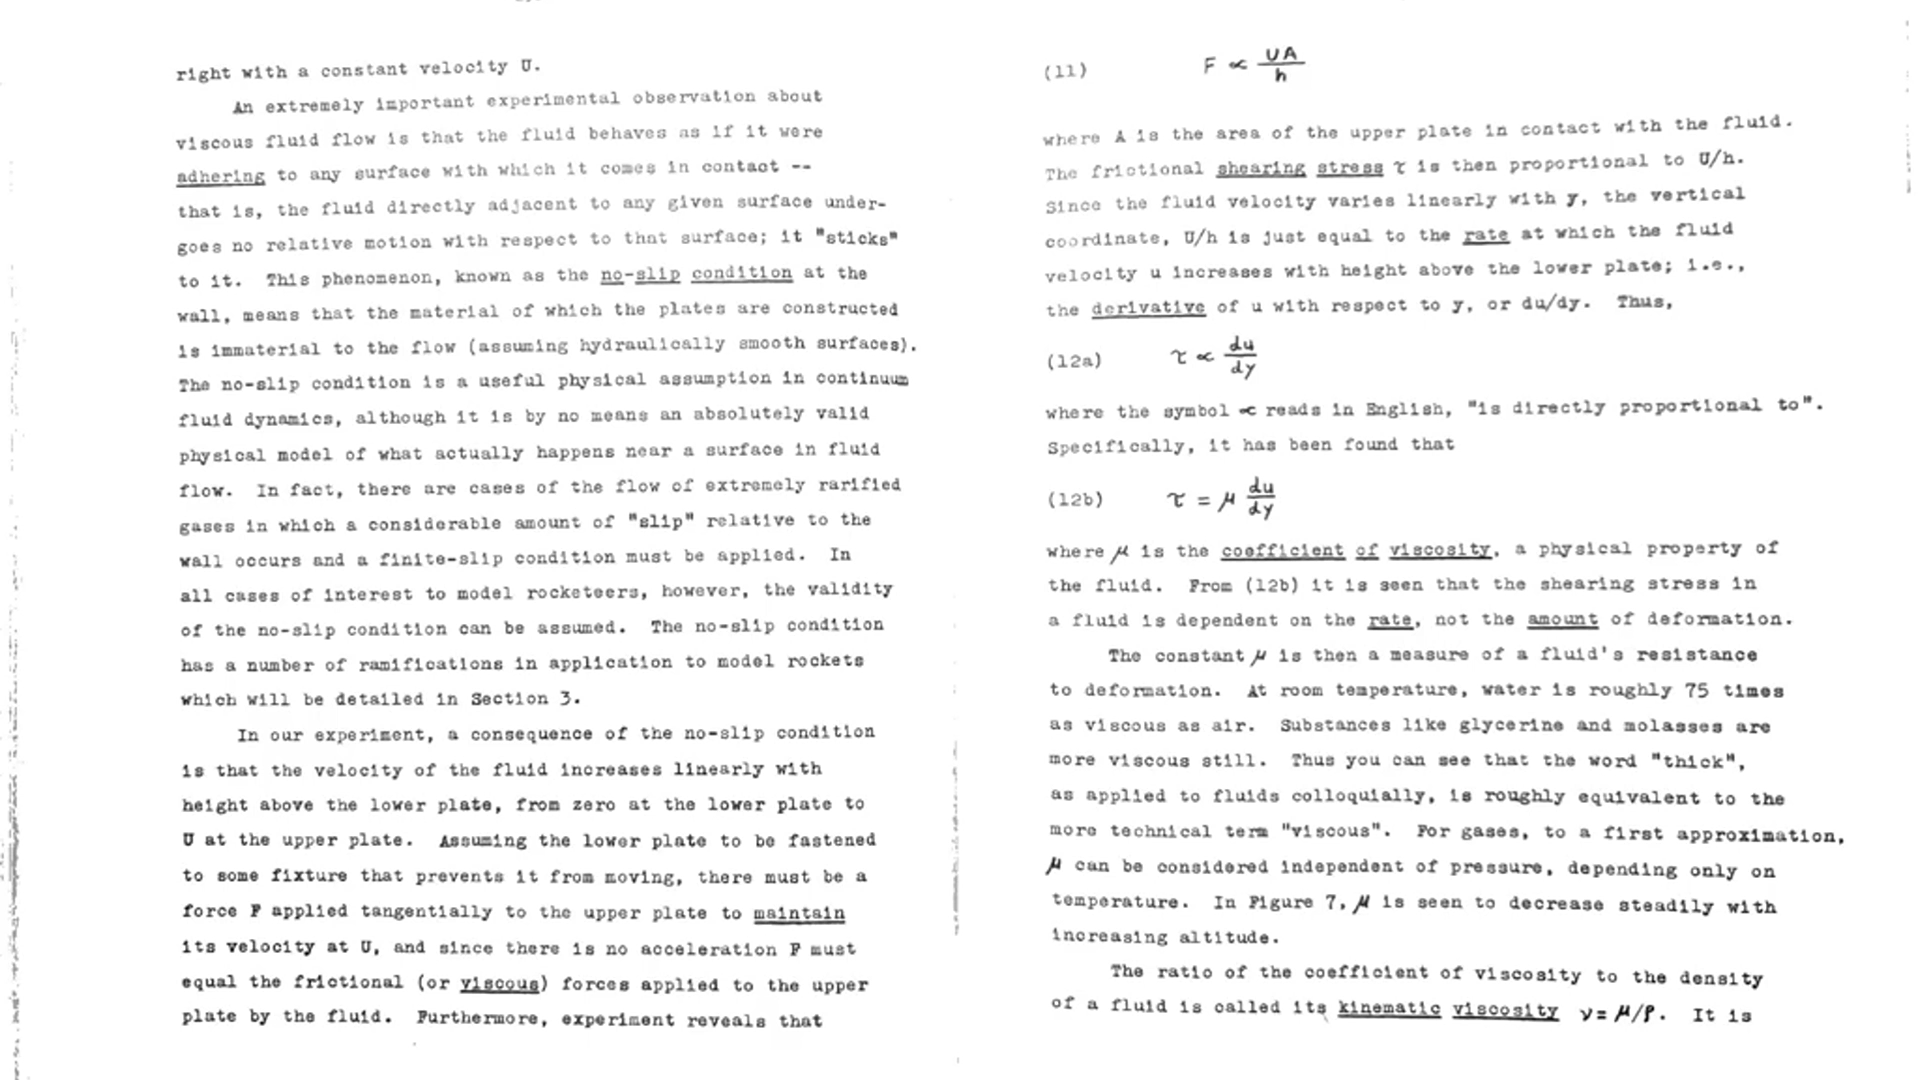 right with a constant velocity U.
An extremely important experimental observation about
viscous fluid flow is that the fluid behaves as if it were
adhering to any surface with which it comes in contact --
that is, the fluid directly adjacent to any given surface under-
goes no relative motion with respect to that surface; it "sticks"
to it. This phenomenon, known as the no-slip condition at the
wall, means that the material of which the plates are constructed
is immaterial to the flow (assuming hydraulically smooth surfaces).
The no-slip condition is a useful physical assumption in continuum
fluid dynamics, although it is by no means an absolutely valid
physical model of what actually happens near a surface in fluid
flow. In fact, there are cases of the flow of extremely rarified
gases in which a considerable amount of "slip" relative to the
wall occurs and a finite-slip condition must be applied. In
all cases of interest to model rocketeers, however, the validity
of the no-slip condition can be assumed. The no-slip condition
has a number of ramifications in application to model rockets
which will be detailed in Section 3.
In our experiment, a consequence of the no-slip condition
is that the velocity of the fluid increases linearly with
height above the lower plate, from zero at the lower plate to
U at the upper plate. Assuming the lower plate to be fastened
to some fixture that prevents it from moving, there must be a
force F applied tangentially to the upper plate to maintain
its velocity at U, and since there is no acceleration F must
equal the frictional (or viscous) forces applied to the upper
plate by the fluid. Furthermore, experiment reveals that
(11) F ∝ UA/h
where A is the area of the upper plate in contact with the fluid.
The frictional shearing stress τ is then proportional to U/h.
Since the fluid velocity varies linearly with y, the vertical
coordinate, U/h is just equal to the rate at which the fluid
velocity u increases with height above the lower plate; i.e.,
the derivative of u with respect to y, or du/dy. Thus,
(12a) τ ∝ du/dy
where the symbol ∝ reads in English, "is directly proportional to".
Specifically, it has been found that
(12b) τ = μ du/dy
where μ is the coefficient of viscosity, a physical property of
the fluid. From (12b) it is seen that the shearing stress in
a fluid is dependent on the rate, not the amount of deformation.
The constant μ is then a measure of a fluid's resistance
to deformation. At room temperature, water is roughly 75 times
as viscous as air. Substances like glycerine and molasses are
more viscous still. Thus you can see that the word "thick",
as applied to fluids colloquially, is roughly equivalent to the
more technical term "viscous". For gases, to a first approximation,
μ can be considered independent of pressure, depending only on
temperature. In Figure 7, μ is seen to decrease steadily with
increasing altitude.
The ratio of the coefficient of viscosity to the density
of a fluid is called its kinematic viscosity ν = μ/ρ. It is